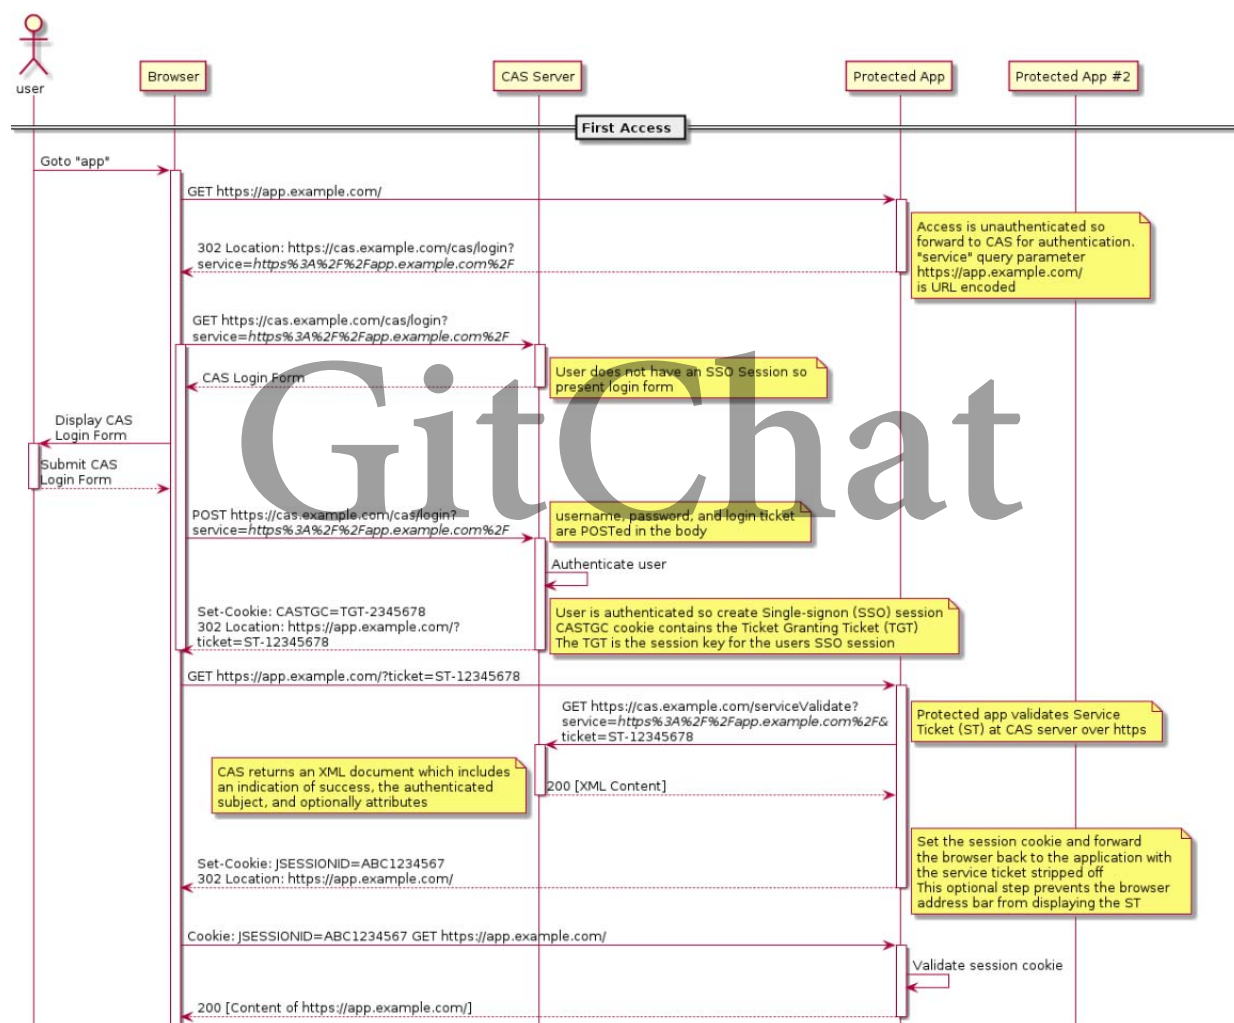 user
Browser
CAS Server
Protected App
Protected App #2
First Access
Goto "app"
GET https://app.example.com/
Access is unauthenticated so
forward to CAS for authentication.
"service" query parameter
https://app.example.com/
is URL encoded
302 Location: https://cas.example.com/cas/login?
service=https%3A%2F%2Fapp.example.com%2F
GET https://cas.example.com/cas/login?
service=https%3A%2F%2Fapp.example.com%2F
User does not have an SSO Session so
present login form
CAS Login Form
GitChat
Display CAS
Login Form
Submit CAS
Login Form
POST https://cas.example.com/cas/login?
service=https%3A%2F%2Fapp.example.com%2F
username, password, and login ticket
are POSTed in the body
Authenticate user
Set-Cookie: CASTGC=TGT-2345678
302 Location: https://app.example.com/?
ticket=ST-12345678
User is authenticated so create Single-signon (SSO) session
CASTGC cookie contains the Ticket Granting Ticket (TGT)
The TGT is the session key for the users SSO session
GET https://app.example.com/?ticket=ST-12345678
GET https://cas.example.com/serviceValidate?
service=https%3A%2F%2Fapp.example.com%2F&
ticket=ST-12345678
Protected app validates Service
Ticket (ST) at CAS server over https
CAS returns an XML document which includes
an indication of success, the authenticated
subject, and optionally attributes
200 [XML Content]
Set the session cookie and forward
the browser back to the application with
the service ticket stripped off
This optional step prevents the browser
address bar from displaying the ST
Set-Cookie: JSESSIONID=ABC1234567
302 Location: https://app.example.com/
Cookie: JSESSIONID=ABC1234567 GET https://app.example.com/
Validate session cookie
200 [Content of https://app.example.com/]